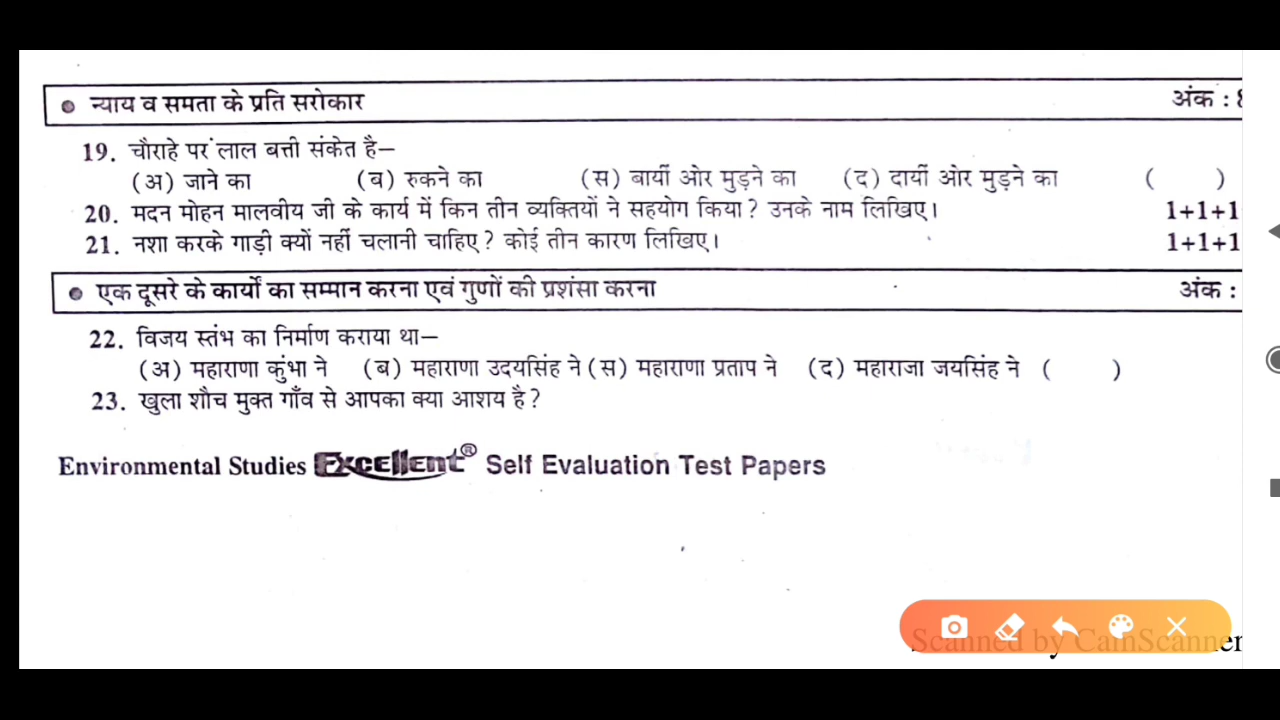 ● न्याय व समता के प्रति सरोकार अंक :
19. चौराहे पर लाल बत्ती संकेत है–
(अ) जाने का (ब) रुकने का (स) बायीं ओर मुड़ने का (द) दायीं ओर मुड़ने का ( )
20. मदन मोहन मालवीय जी के कार्य में किन तीन व्यक्तियों ने सहयोग किया? उनके नाम लिखिए। 1+1+1
21. नशा करके गाड़ी क्यों नहीं चलानी चाहिए? कोई तीन कारण लिखिए। 1+1+1
● एक दूसरे के कार्यों का सम्मान करना एवं गुणों की प्रशंसा करना अंक :
22. विजय स्तंभ का निर्माण कराया था–
(अ) महाराणा कुंभा ने (ब) महाराणा उदयसिंह ने (स) महाराणा प्रताप ने (द) महाराजा जयसिंह ने ( )
23. खुला शौच मुक्त गाँव से आपका क्या आशय है?
Environmental Studies Excellent® Self Evaluation Test Papers
Scanned by CamScanner